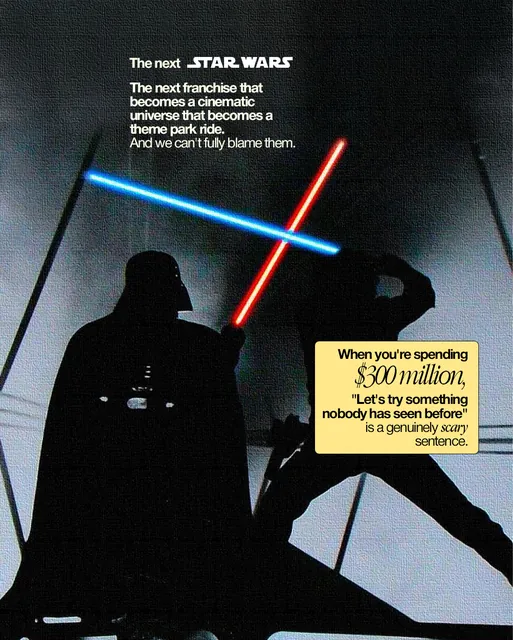 The next STAR WARS
The next franchise that
becomes a cinematic
universe that becomes a
theme park ride.
And we can't fully blame them.
When you're spending
$300 million,
"Let's try something
nobody has seen before"
is a genuinely scary
sentence.